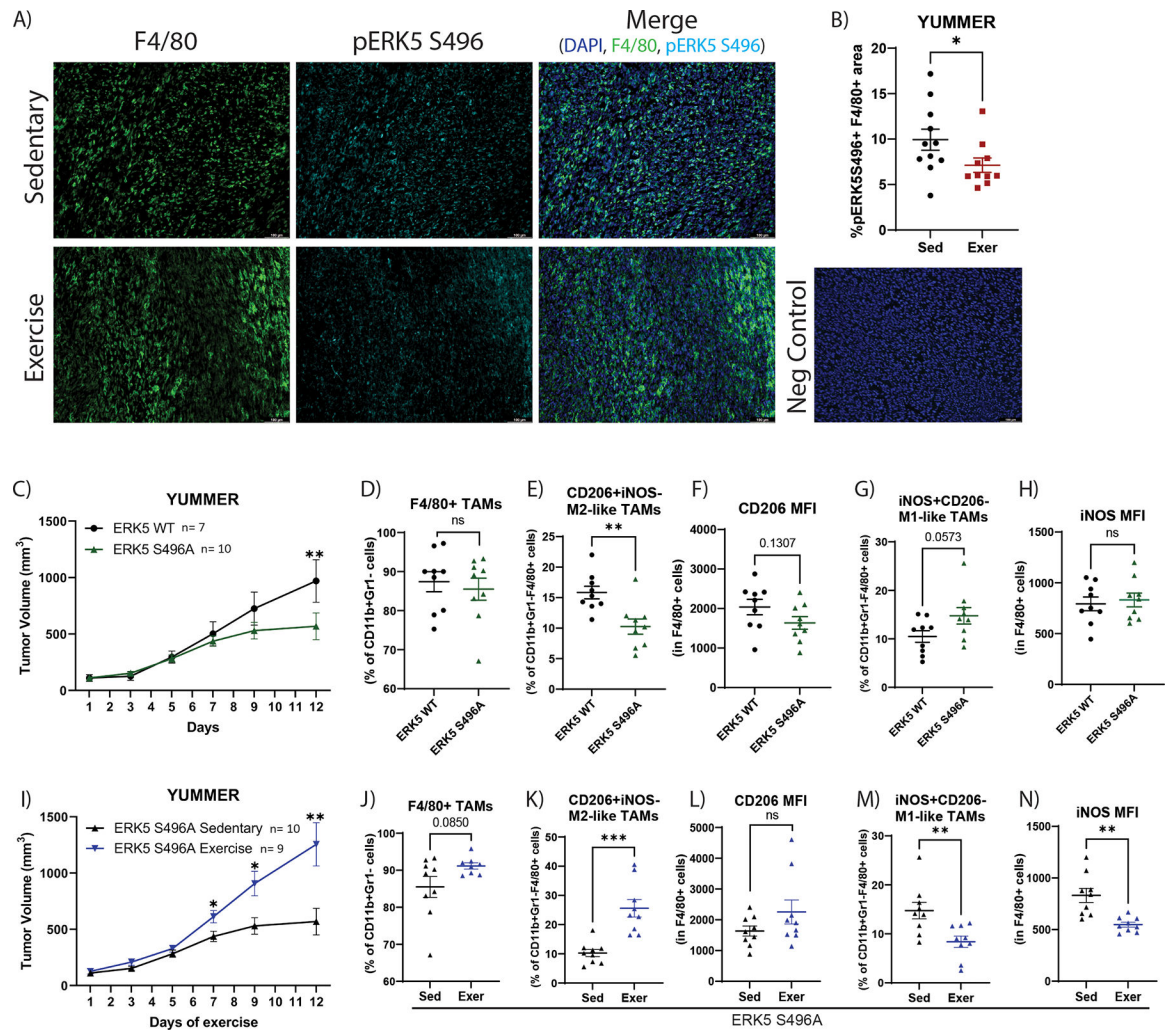 A)
F4/80
pERK5 S496
Merge
(DAPI, F4/80, pERK5 S496)
Sedentary
Exercise
100 µm
100 µm
100 µm
100 µm
100 µm
100 µm
B)
YUMMER
*
%pERK5S496+ F4/80+ area
20
15
10
5
0
Sed Exer
Neg Control
C)
YUMMER
ERK5 WT n= 7
ERK5 S496A n= 10
**
Tumor Volume (mm3)
1500
1000
500
0
1 2 3 4 5 6 7 8 9 10 11 12
Days
D)
F4/80+ TAMs
ns
(% of CD11b+Gr1- cells)
100
90
80
70
60
ERK5 WT
ERK5 S496A
E)
CD206+iNOS-
M2-like TAMs
**
(% of CD11b+Gr1-F4/80+ cells)
25
20
15
10
5
0
ERK5 WT
ERK5 S496A
F)
CD206 MFI
0.1307
(in F4/80+ cells)
4000
3000
2000
1000
0
ERK5 WT
ERK5 S496A
G)
iNOS+CD206-
M1-like TAMs
0.0573
(% of CD11b+Gr1-F4/80+ cells)
30
20
10
0
ERK5 WT
ERK5 S496A
H)
iNOS MFI
ns
(in F4/80+ cells)
1500
1000
500
0
ERK5 WT
ERK5 S496A
I)
YUMMER
ERK5 S496A Sedentary n= 10
ERK5 S496A Exercise n= 9
*
*
**
Tumor Volume (mm3)
1500
1000
500
0
1 2 3 4 5 6 7 8 9 10 11 12
Days of exercise
J)
F4/80+ TAMs
0.0850
(% of CD11b+Gr1- cells)
100
90
80
70
60
Sed Exer
K)
CD206+iNOS-
M2-like TAMs
***
(% of CD11b+Gr1-F4/80+ cells)
50
40
30
20
10
0
Sed Exer
L)
CD206 MFI
ns
(in F4/80+ cells)
5000
4000
3000
2000
1000
0
Sed Exer
M)
iNOS+CD206-
M1-like TAMs
**
(% of CD11b+Gr1-F4/80+ cells)
30
20
10
0
Sed Exer
N)
iNOS MFI
**
(in F4/80+ cells)
1500
1000
500
0
Sed Exer
ERK5 S496A